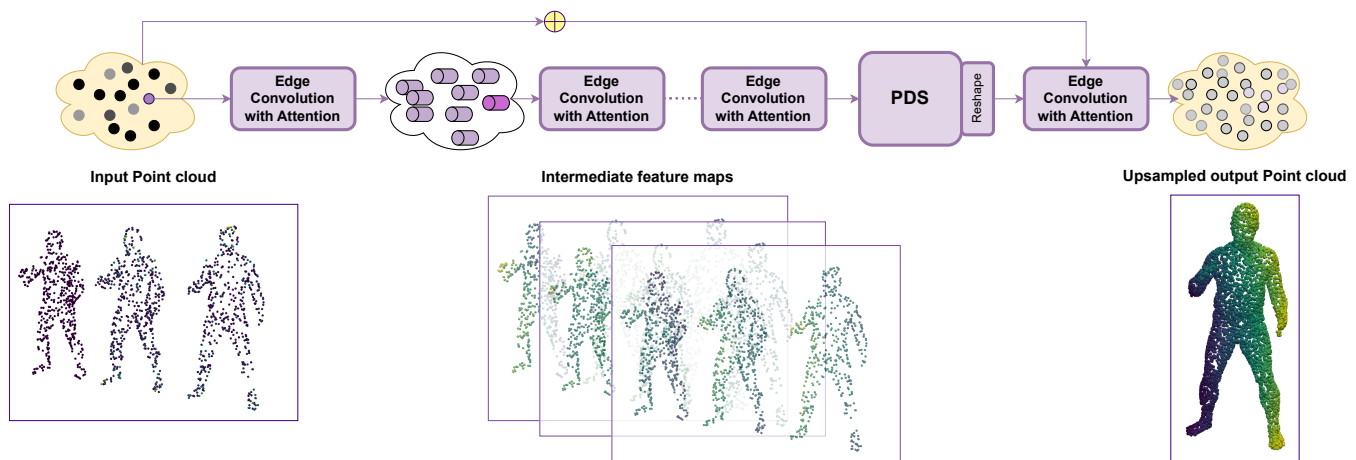 Edge
Convolution
with Attention
Edge
Convolution
with Attention
Edge
Convolution
with Attention
PDS
Reshape
Edge
Convolution
with Attention
Input Point cloud
Intermediate feature maps
Upsampled output Point cloud